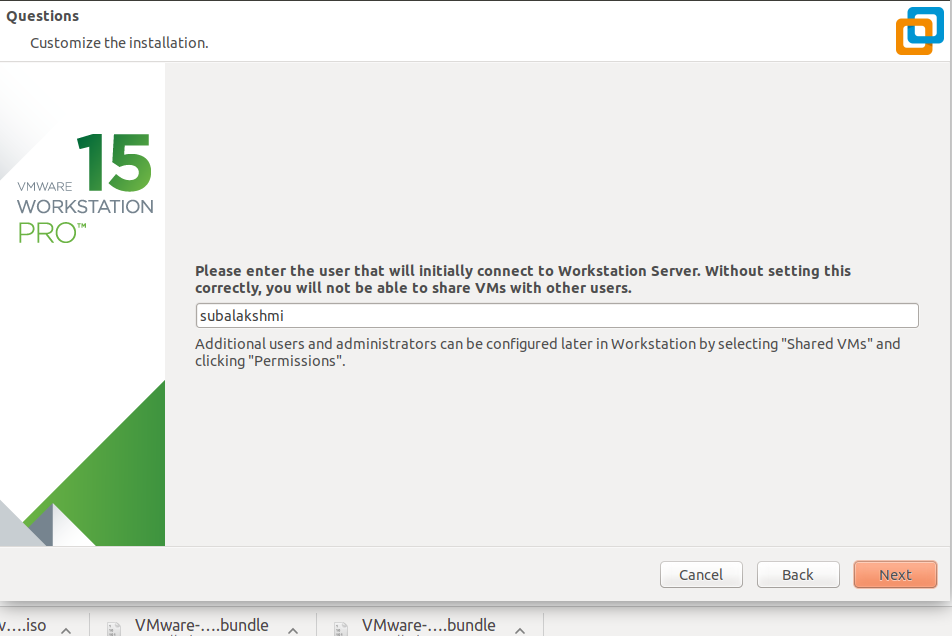 Questions
Customize the installation.
15
VMWARE
WORKSTATION
PRO™
Please enter the user that will initially connect to Workstation Server. Without setting this
correctly, you will not be able to share VMs with other users.
subalakshmi
Additional users and administrators can be configured later in Workstation by selecting "Shared VMs" and
clicking "Permissions".
Cancel
Back
Next
v....iso
VMware-....bundle
VMware-....bundle